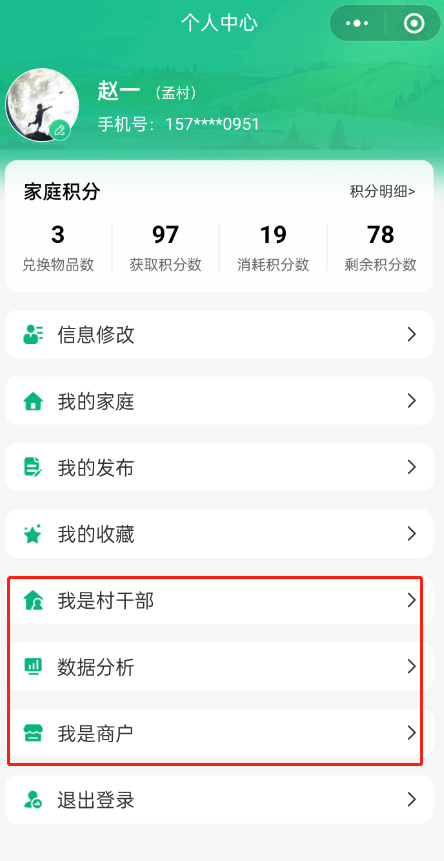 个人中心
赵一 (孟村)
手机号: 157****0951
家庭积分 积分明细>
3 97 19 78
兑换物品数 获取积分数 消耗积分数 剩余积分数
信息修改
我的家庭
我的发布
我的收藏
我是村干部
数据分析
我是商户
退出登录